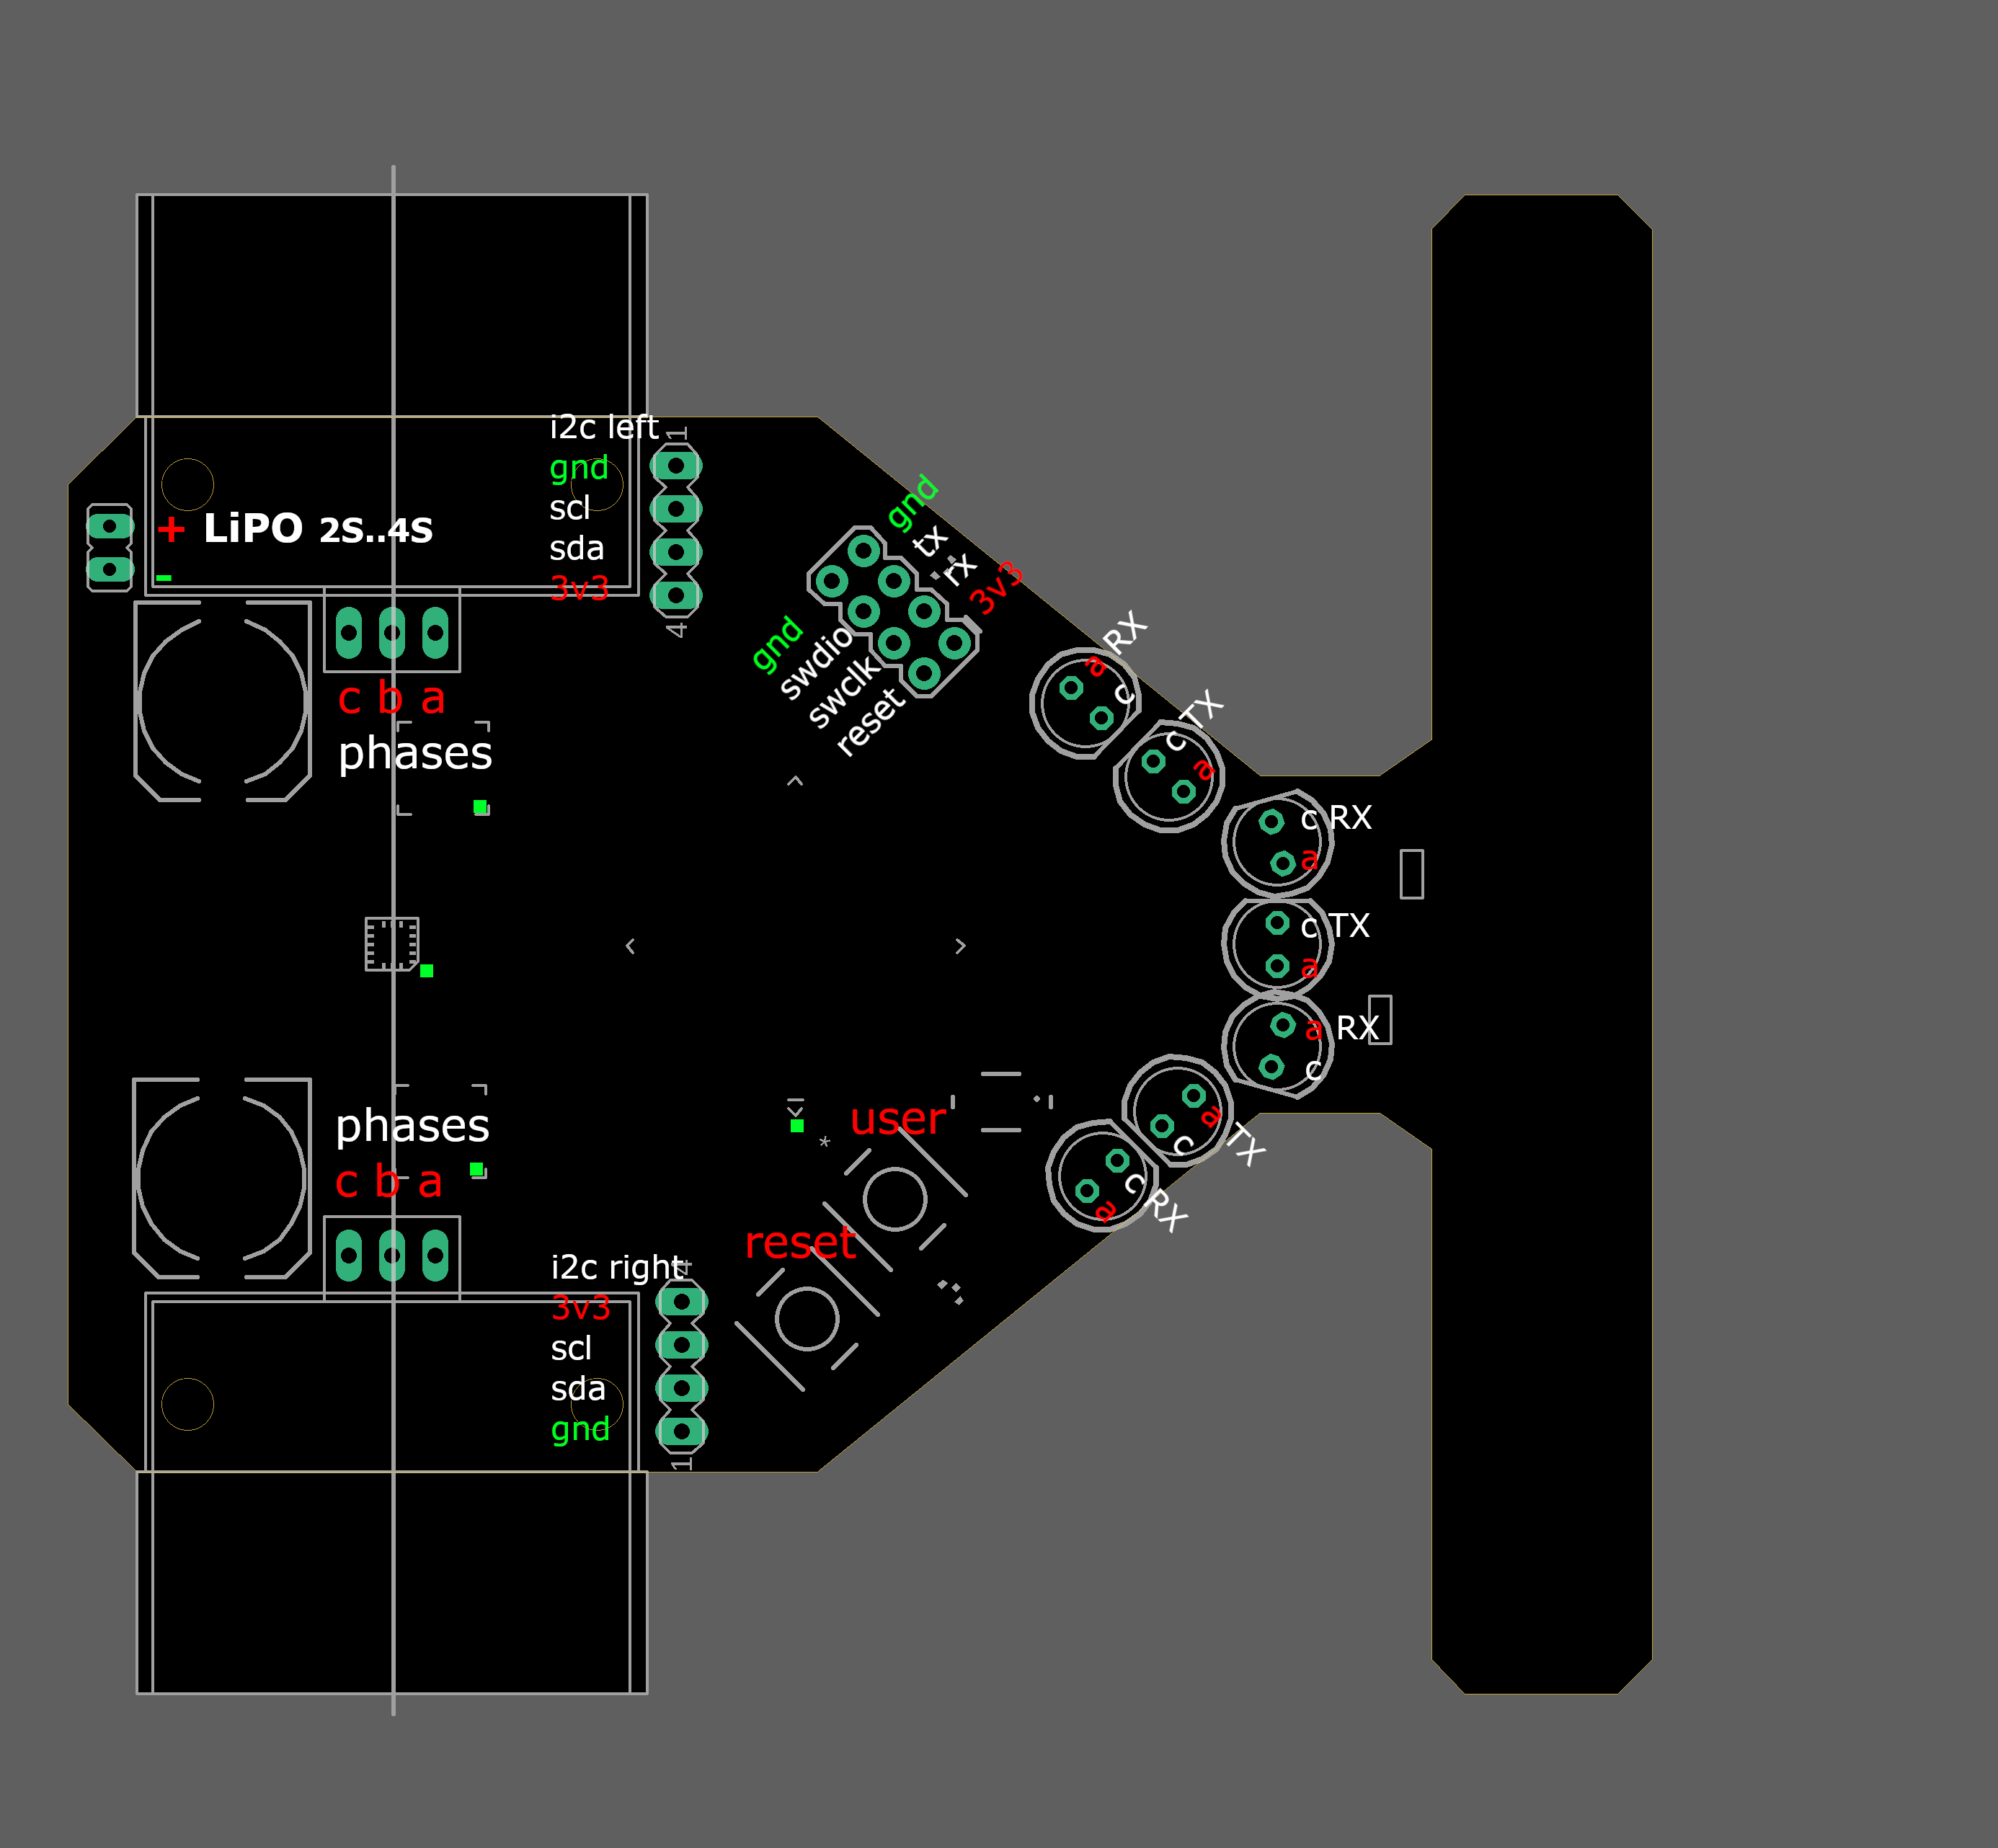 i2c left
1
gnd
scl
sda
3v3
4
+ LiPO 2S..4S
-
c b a
phases
gnd
tx
rx
3v3
gnd
swdio
swclk
reset
RX
a
c
TX
c
a
c RX
a
c TX
a
a RX
c
a
c
TX
c
RX
a
phases
c b a
user
*
reset
i2c right
4
3v3
scl
sda
gnd
1